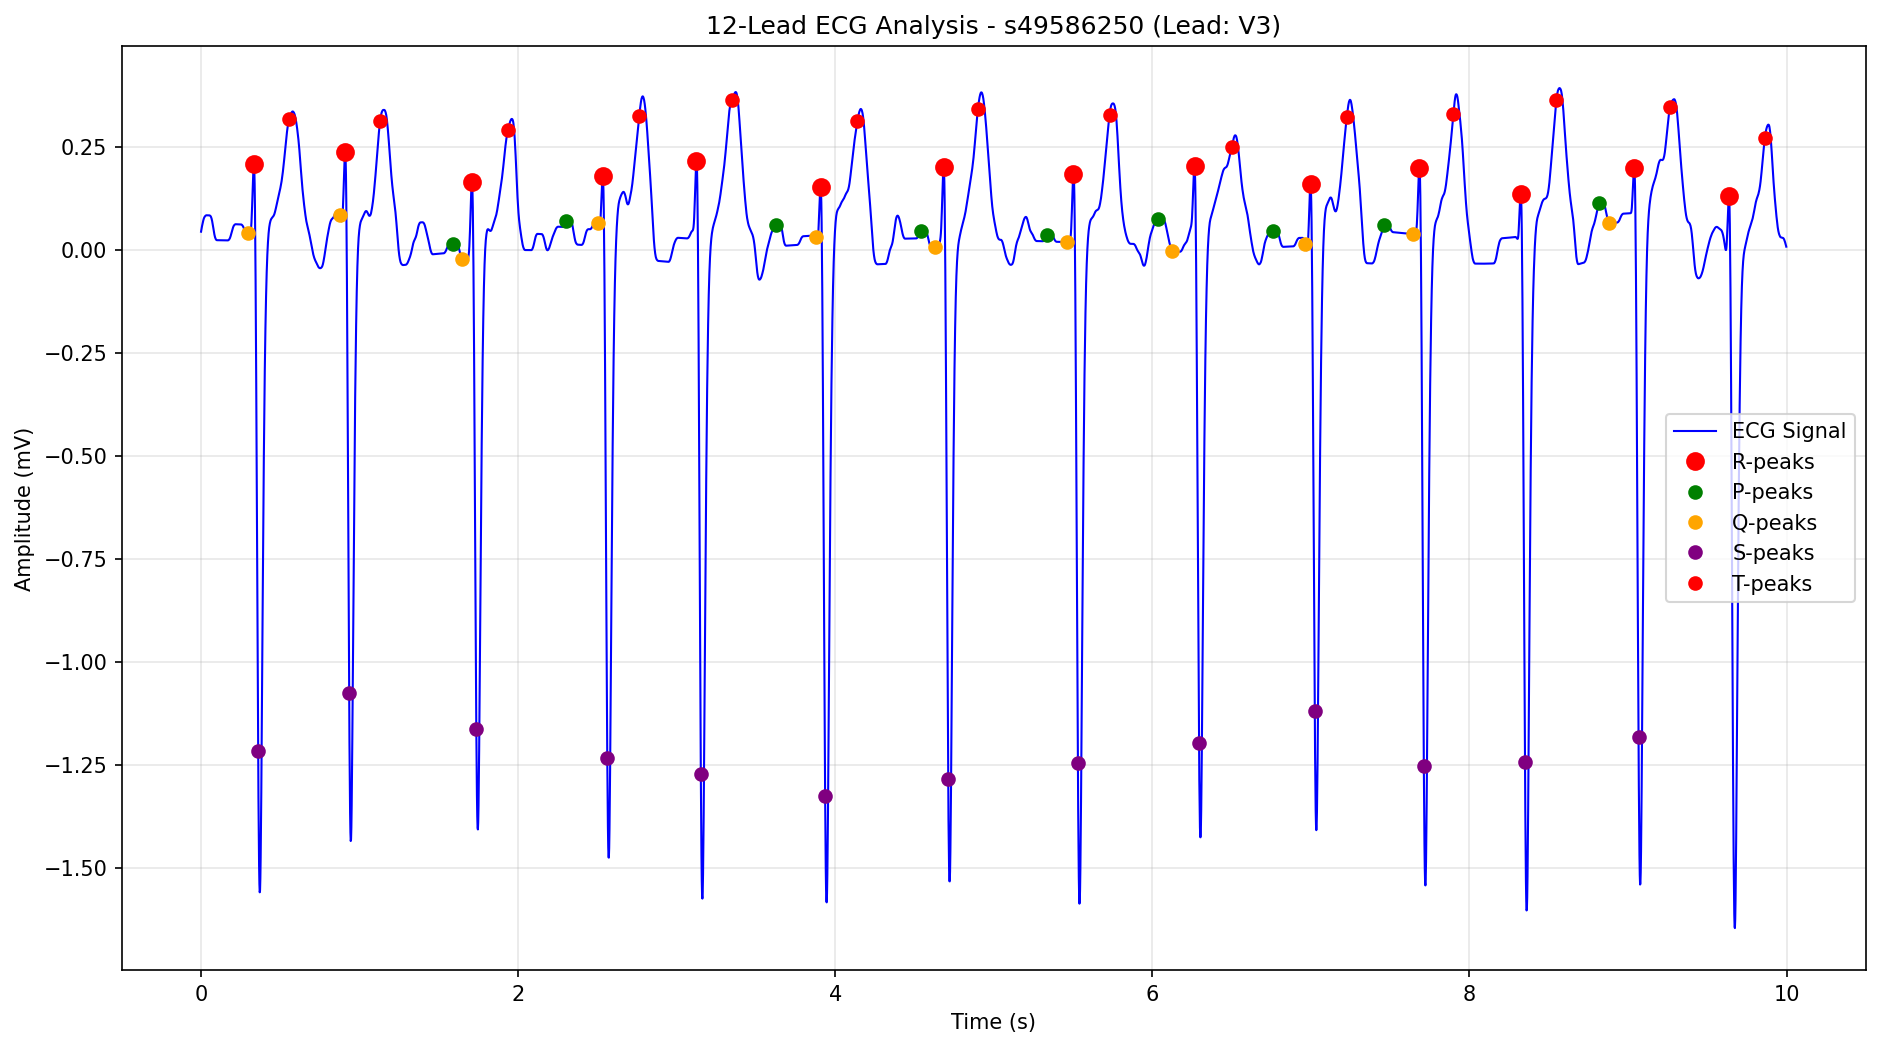 12-Lead ECG Analysis - s49586250 (Lead: V3)
0.25
0.00
−0.25
−0.50
−0.75
−1.00
−1.25
−1.50
Amplitude (mV)
ECG Signal
R-peaks
P-peaks
Q-peaks
S-peaks
T-peaks
0 2 4 6 8 10
Time (s)